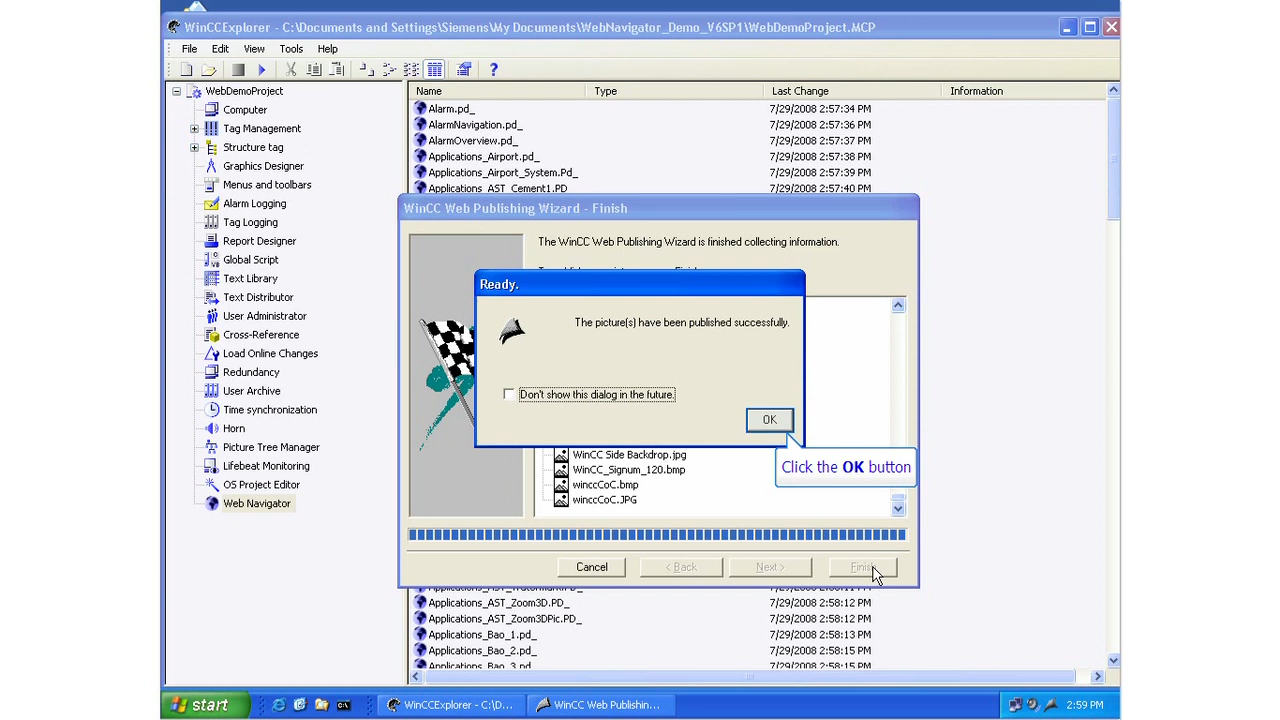 WinCCExplorer - C:\Documents and Settings\Siemens\My Documents\WebNavigator_Demo_V6SP1\WebDemoProject.MCP
File Edit View Tools Help
WebDemoProject
Computer
Tag Management
Structure tag
Graphics Designer
Menus and toolbars
Alarm Logging
Tag Logging
Report Designer
Global Script
Text Library
Text Distributor
User Administrator
Cross-Reference
Load Online Changes
Redundancy
User Archive
Time synchronization
Horn
Picture Tree Manager
Lifebeat Monitoring
OS Project Editor
Web Navigator
Name Type Last Change Information
Alarm.pd_ 7/29/2008 2:57:34 PM
AlarmNavigation.pd_ 7/29/2008 2:57:36 PM
AlarmOverview.pd_ 7/29/2008 2:57:37 PM
Applications_Airport.pd_ 7/29/2008 2:57:38 PM
Applications_Airport_System.Pd_ 7/29/2008 2:57:39 PM
Applications_AST_Cement1.PD 7/29/2008 2:57:40 PM
WinCC Web Publishing Wizard - Finish
The WinCC Web Publishing Wizard is finished collecting information.
Ready.
The picture(s) have been published successfully.
Don't show this dialog in the future.
OK
Click the OK button
WinCC Side Backdrop.jpg
WinCC_Signum_120.bmp
winccCoC.bmp
winccCoC.JPG
Cancel < Back Next > Finish
Applications_AST_Zoom3D.PD_ 7/29/2008 2:58:12 PM
Applications_AST_Zoom3DPic.PD_ 7/29/2008 2:58:12 PM
Applications_Bao_1.pd_ 7/29/2008 2:58:13 PM
Applications_Bao_2.pd_ 7/29/2008 2:58:15 PM
Applications_Bao_3.pd 7/29/2008 2:58:16 PM
start WinCCExplorer - C:\D... WinCC Web Publishin... 2:59 PM